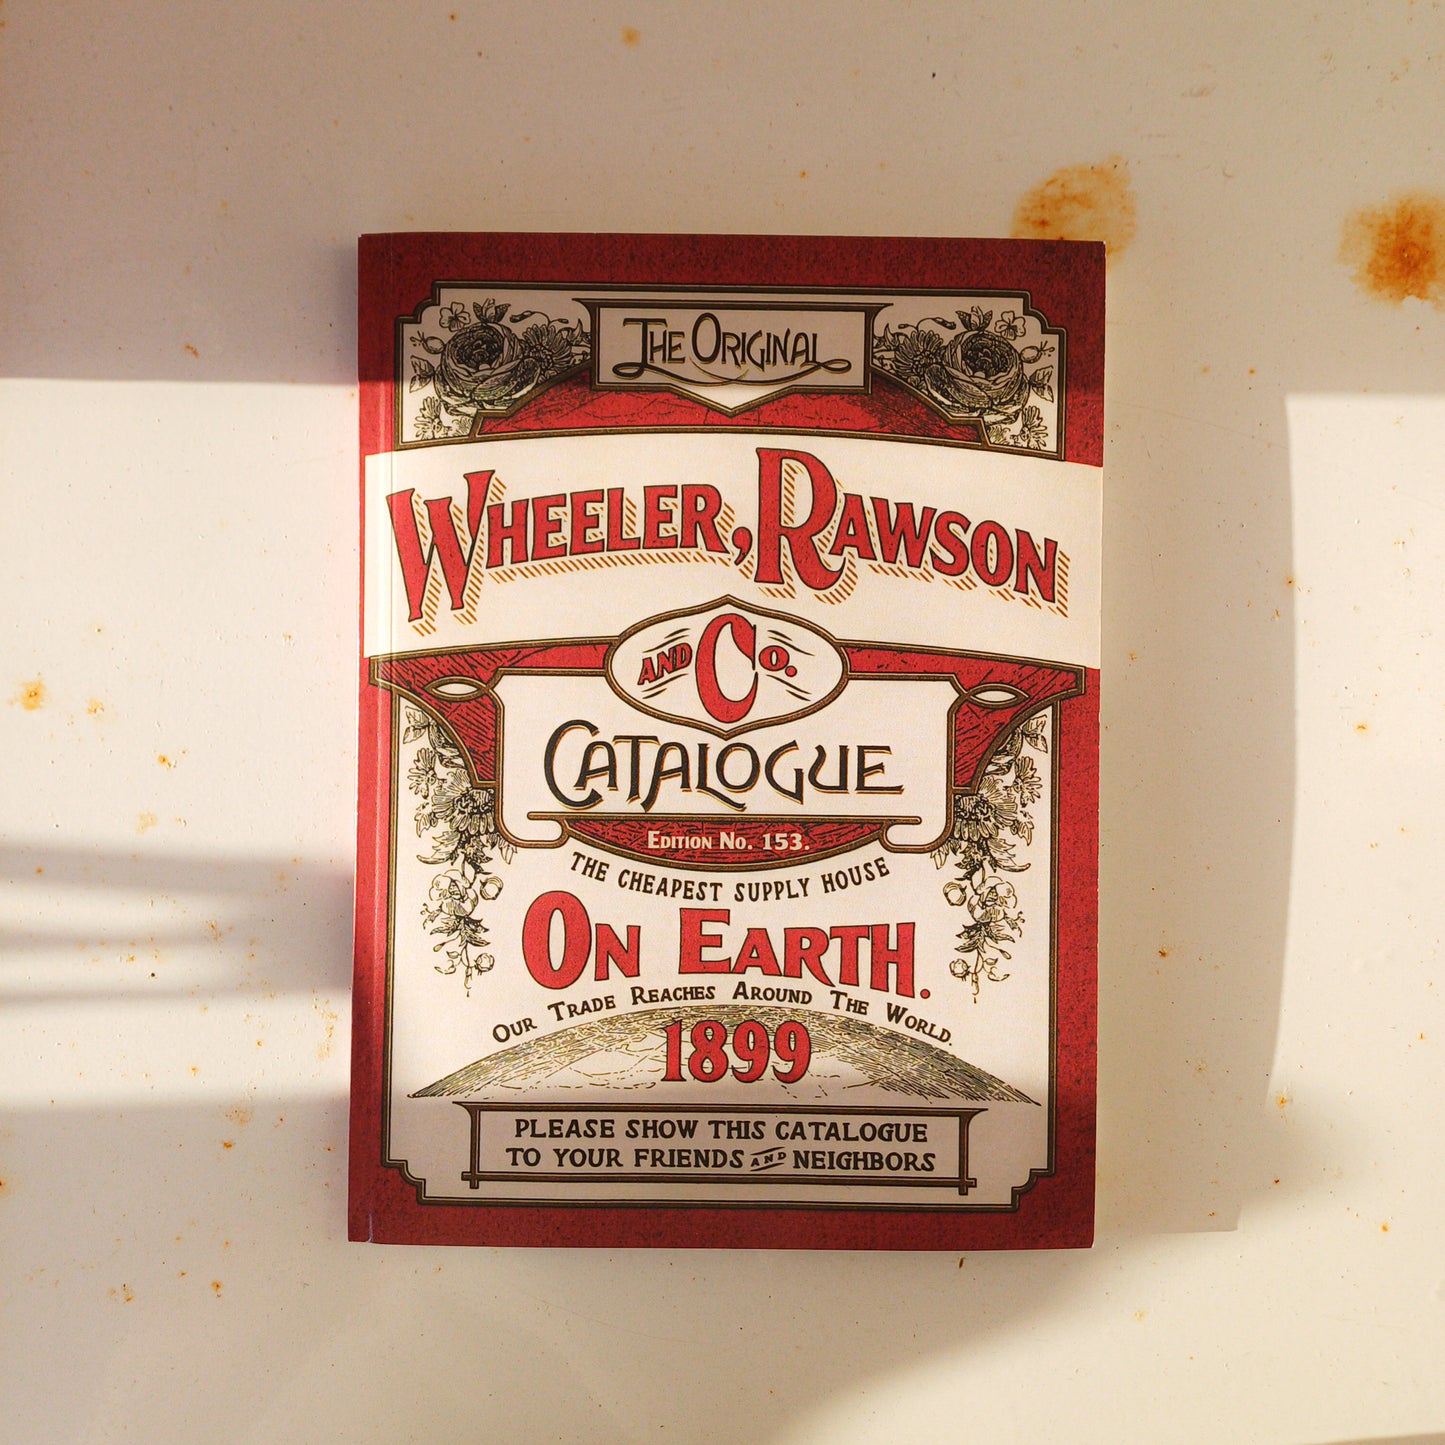 The Original
Wheeler, Rawson
and Co.
Catalogue
Edition No. 153.
THE CHEAPEST SUPPLY HOUSE
On Earth.
Our Trade Reaches Around The World.
1899
PLEASE SHOW THIS CATALOGUE
TO YOUR FRIENDS AND NEIGHBORS